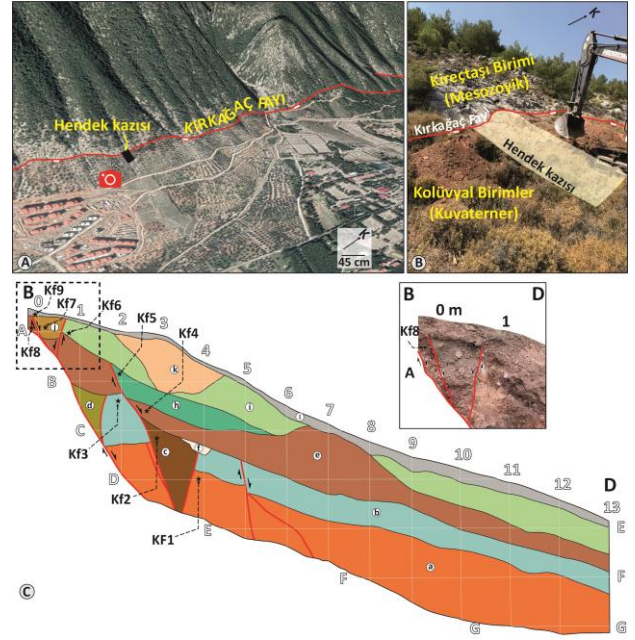 Hendek kazısı
KIRKAĞAÇ FAYI
K
45 cm
A
K
Kireçtaşı Birimi
(Mesozoyik)
Kırkağaç Fay
Hendek kazısı
Kolüvyal Birimler
(Kuvaterner)
B
B
0
Kf9
1
Kf7
Kf6
2
Kf5
3
Kf4
4
5
6
7
8
9
10
11
12
13
D
A
Kf8
B
C
D
E
F
G
E
F
G
j
k
i
h
d
c
f
e
b
a
Kf3
Kf2
KF1
B
D
0 m
1
Kf8
A
C